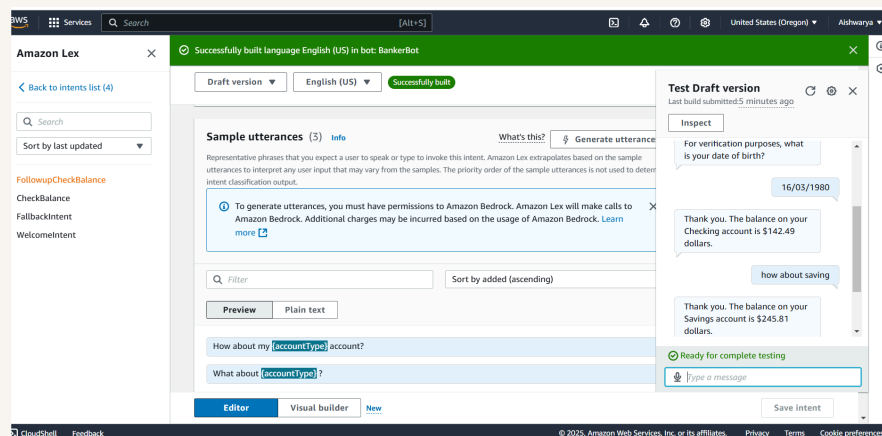 aws
Services
Search
[Alt+S]
United States (Oregon)
Aishwarya
Amazon Lex
Back to intents list (4)
Search
Sort by last updated
FollowupCheckBalance
CheckBalance
FallbackIntent
WelcomeIntent
Successfully built language English (US) in bot: BankerBot
Draft version
English (US)
Successfully built
Sample utterances (3) Info
What's this?
Generate utterance
Representative phrases that you expect a user to speak or type to invoke this intent. Amazon Lex extrapolates based on the sample
utterances to interpret any user input that may vary from the samples. The priority order of the sample utterances is not used to deterr
intent classification output.
To generate utterances, you must have permissions to Amazon Bedrock. Amazon Lex will make calls to
Amazon Bedrock. Additional charges may be incurred based on the usage of Amazon Bedrock. Learn
more
Filter
Sort by added (ascending)
Preview
Plain text
How about my {accountType} account?
What about {accountType} ?
Editor
Visual builder
New
Test Draft version
Last build submitted: 5 minutes ago
Inspect
For verification purposes, what
is your date of birth?
16/03/1980
Thank you. The balance on your
Checking account is $142.49
dollars.
how about saving
Thank you. The balance on your
Savings account is $245.81
dollars.
Ready for complete testing
Type a message
Save intent
CloudShell
Feedback
© 2025, Amazon Web Services, Inc. or its affiliates.
Privacy
Terms
Cookie preferences